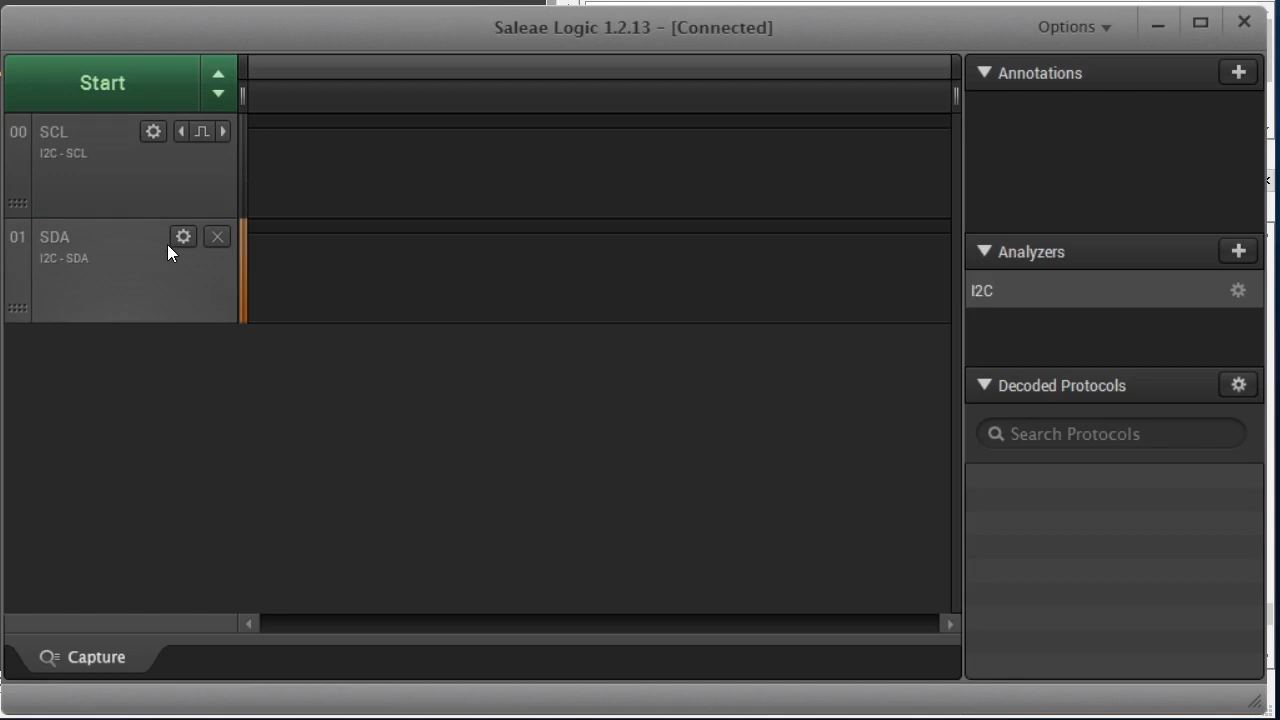 Saleae Logic 1.2.13 - [Connected]
Options
Start
00 SCL
I2C - SCL
01 SDA
I2C - SDA
Annotations
Analyzers
I2C
Decoded Protocols
Search Protocols
Capture